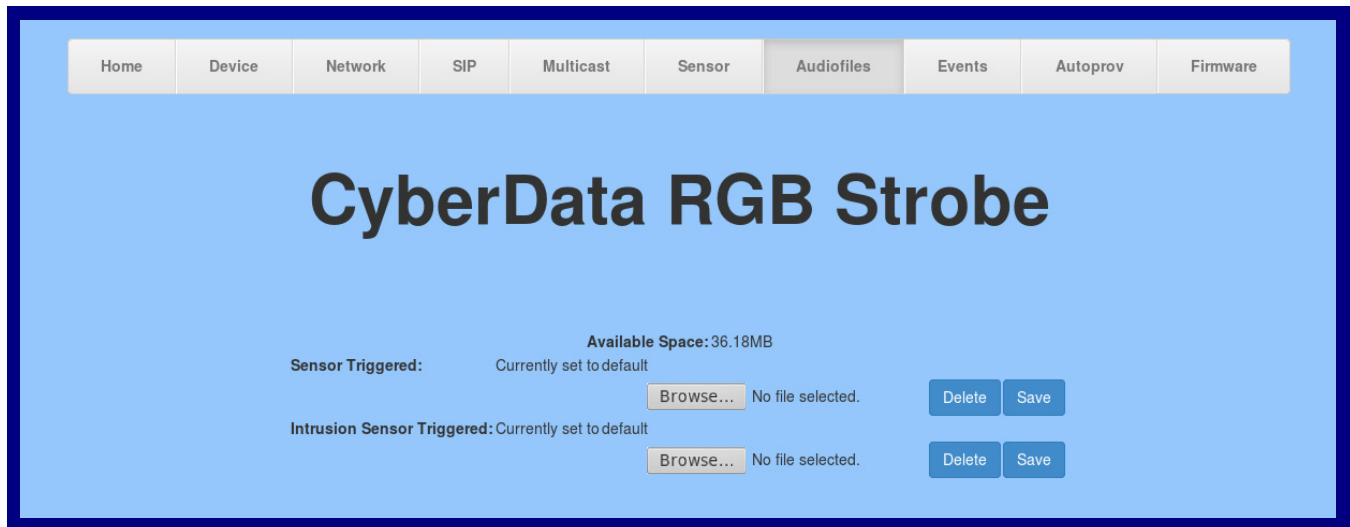 Home Device Network SIP Multicast Sensor Audiofiles Events Autoprov Firmware
CyberData RGB Strobe
Available Space: 36.18MB
Sensor Triggered: Currently set to default
Browse... No file selected. Delete Save
Intrusion Sensor Triggered: Currently set to default
Browse... No file selected. Delete Save